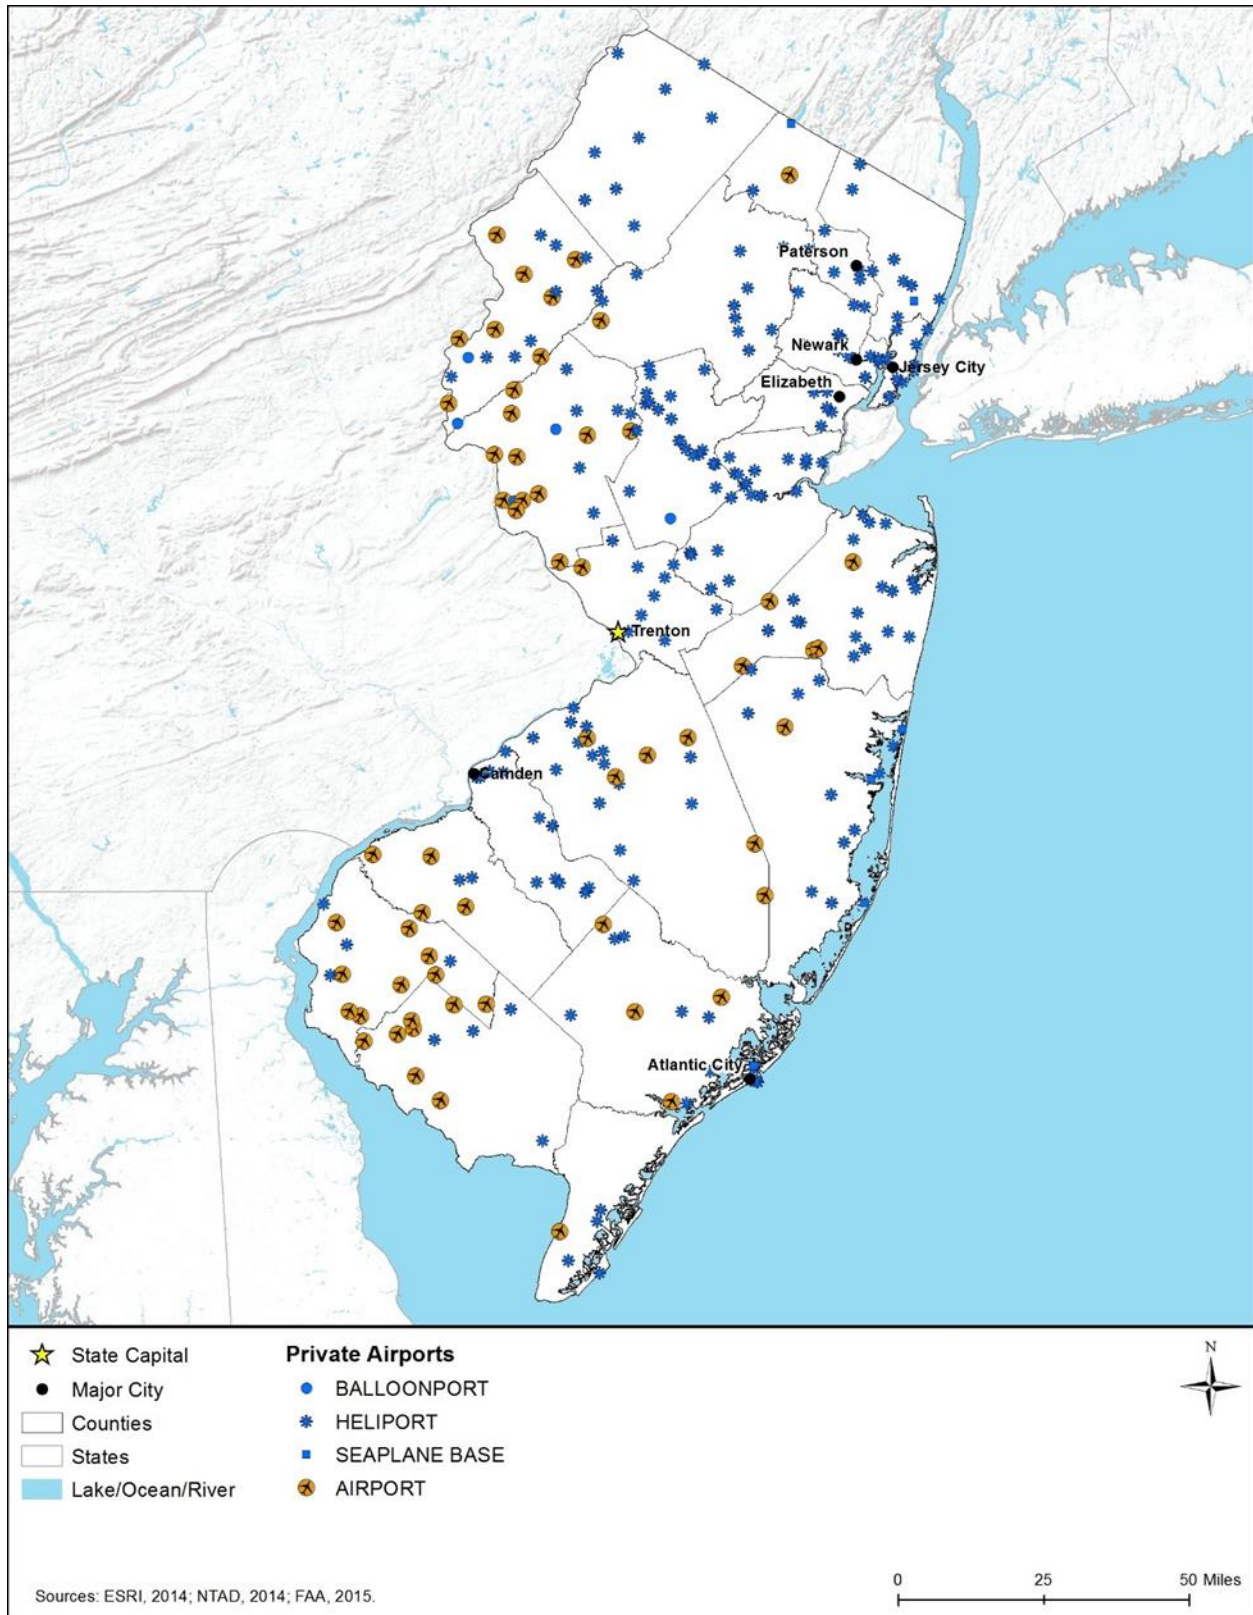 Paterson
Newark
Jersey City
Elizabeth
Trenton
Camden
Atlantic City
State Capital
Major City
Counties
States
Lake/Ocean/River
Private Airports
BALLOONPORT
HELIPORT
SEAPLANE BASE
AIRPORT
N
Sources: ESRI, 2014; NTAD, 2014; FAA, 2015.
0 25 50 Miles